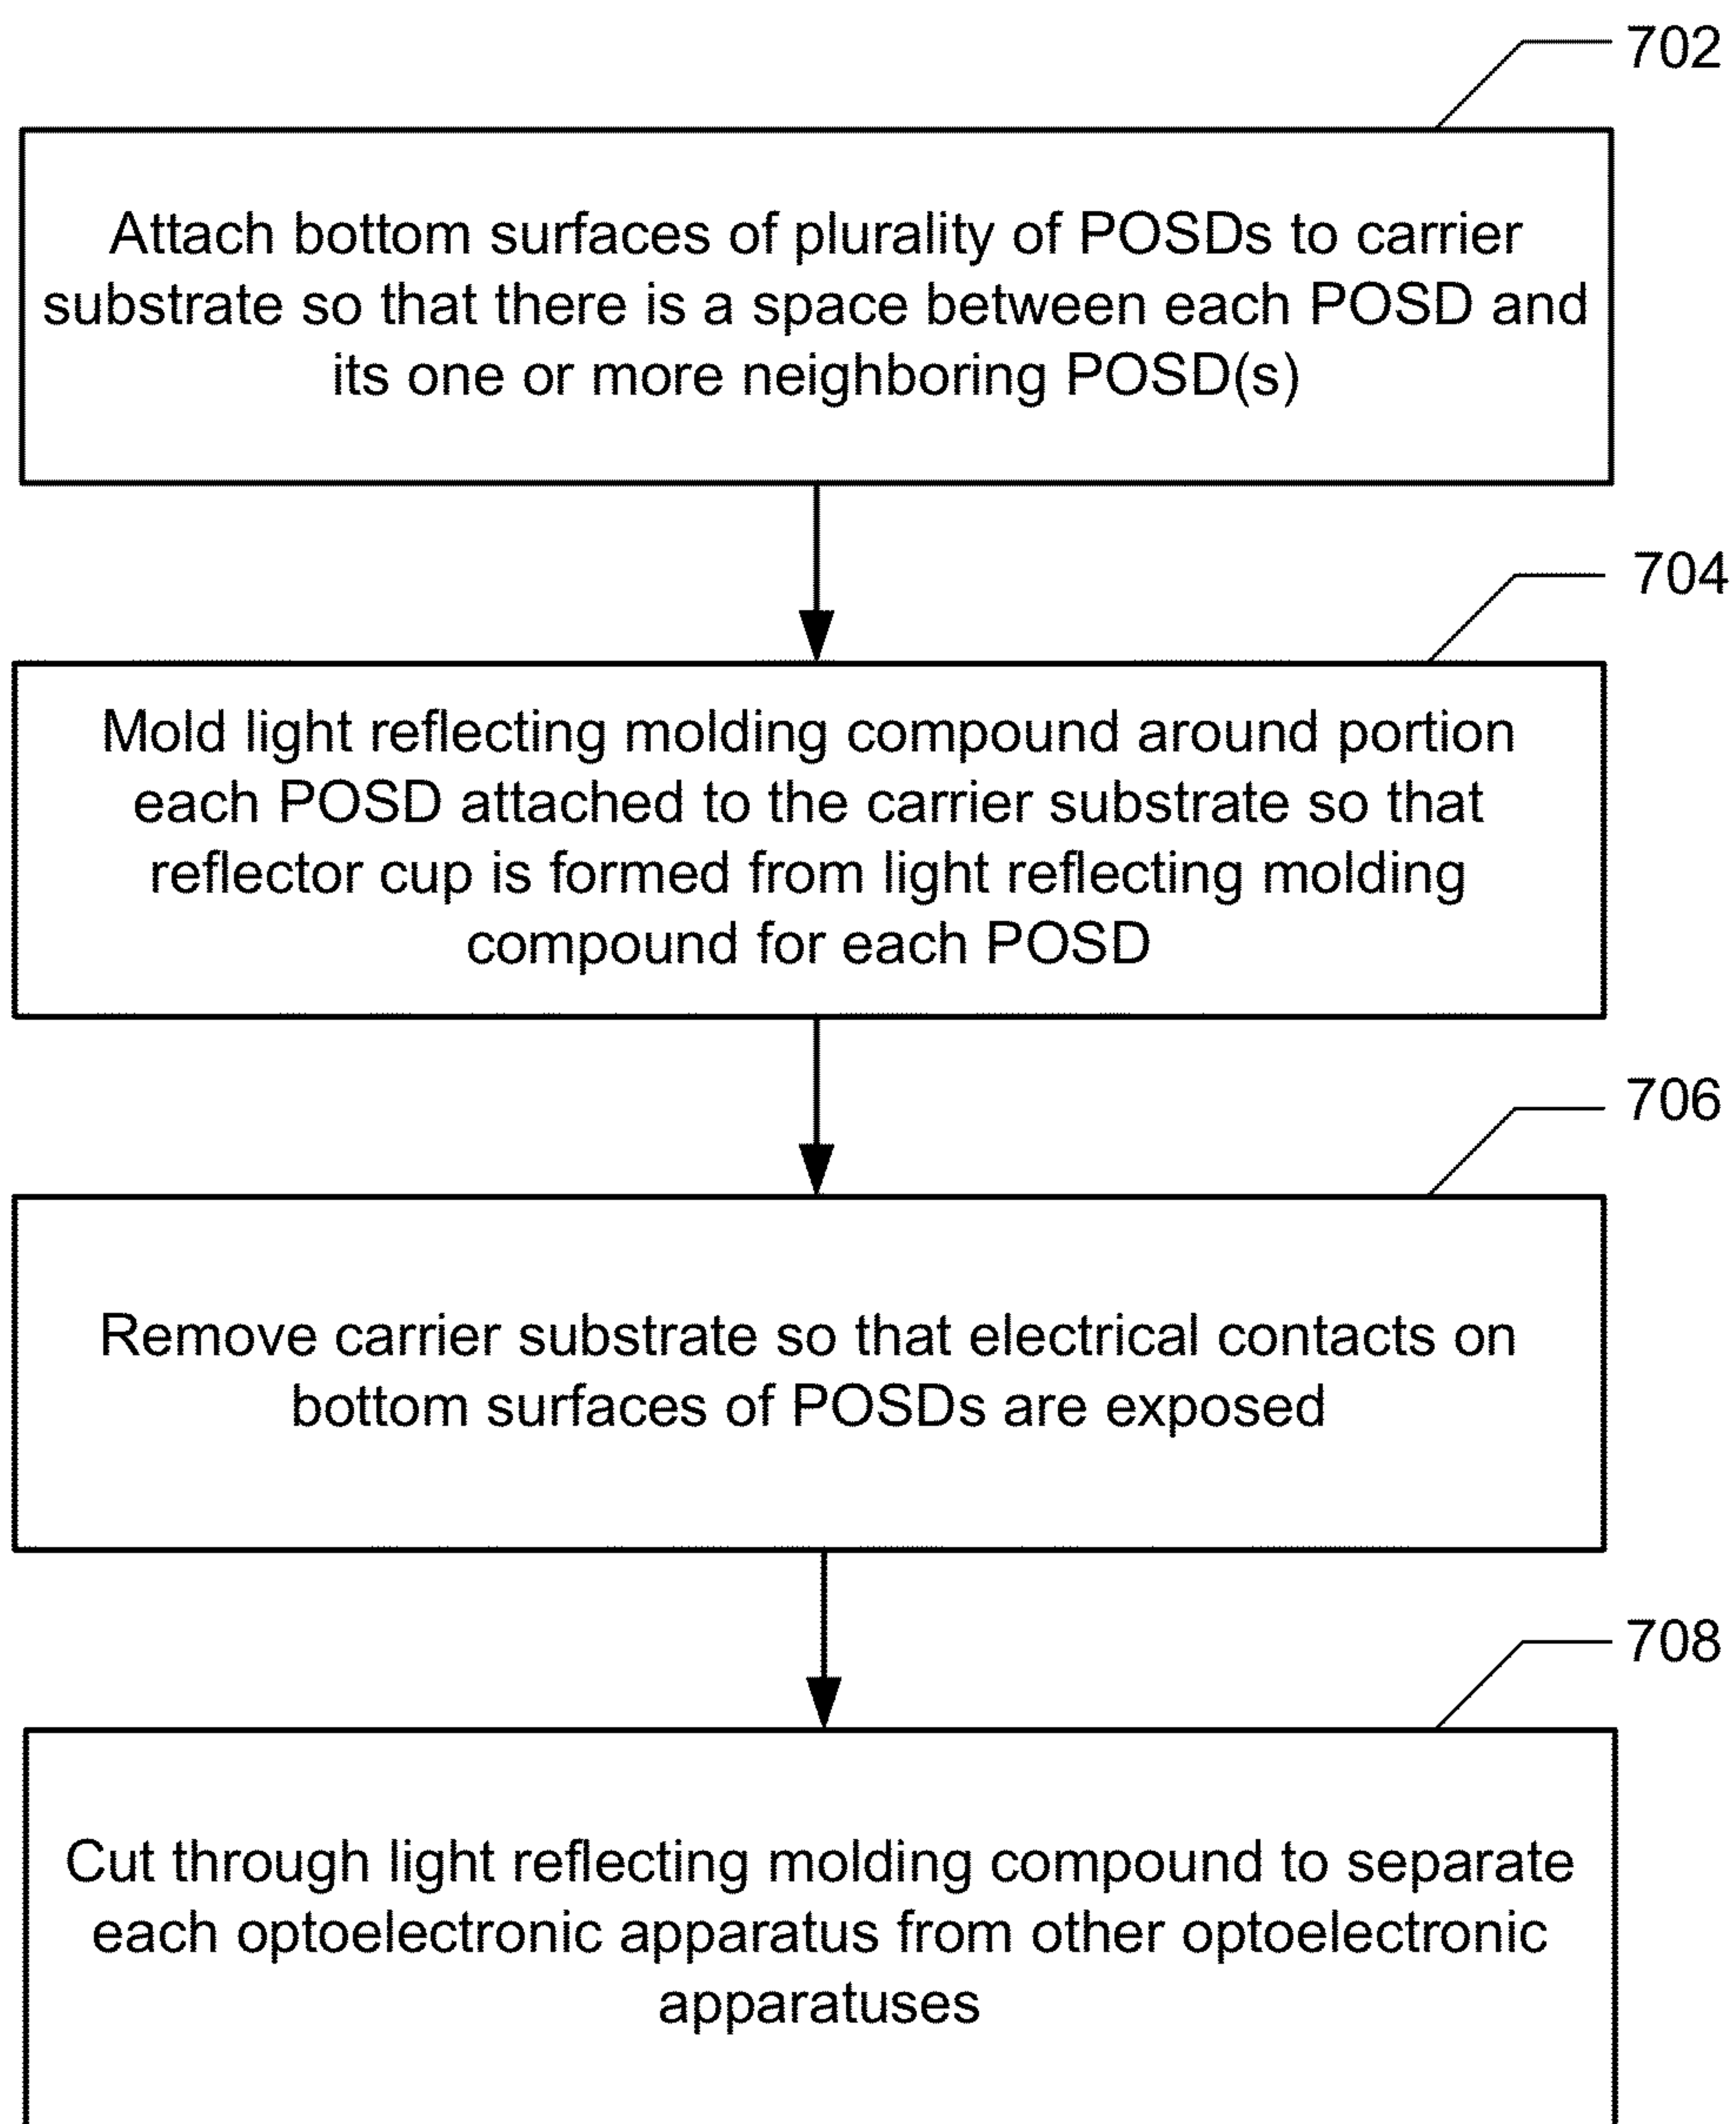 702
Attach bottom surfaces of plurality of POSDs to carrier
substrate so that there is a space between each POSD and
its one or more neighboring POSD(s)
704
Mold light reflecting molding compound around portion
each POSD attached to the carrier substrate so that
reflector cup is formed from light reflecting molding
compound for each POSD
706
Remove carrier substrate so that electrical contacts on
bottom surfaces of POSDs are exposed
708
Cut through light reflecting molding compound to separate
each optoelectronic apparatus from other optoelectronic
apparatuses